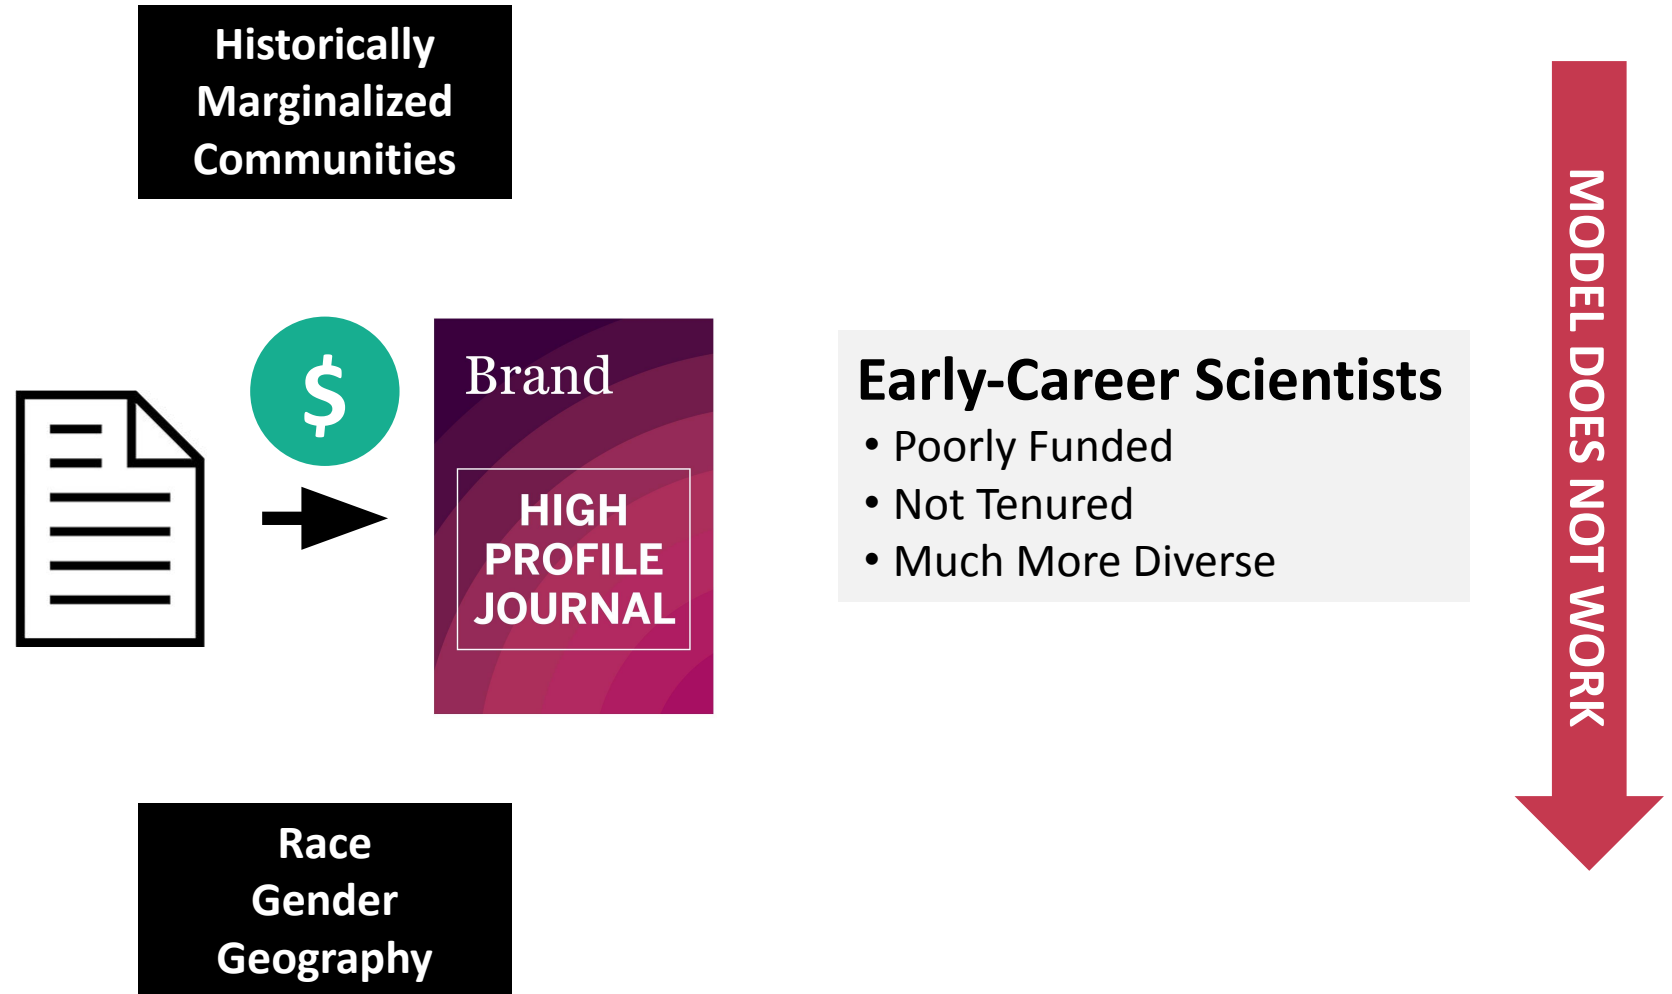 Historically
Marginalized
Communities
$
Brand
HIGH
PROFILE
JOURNAL
Early-Career Scientists
• Poorly Funded
• Not Tenured
• Much More Diverse
MODEL DOES NOT WORK
Race
Gender
Geography